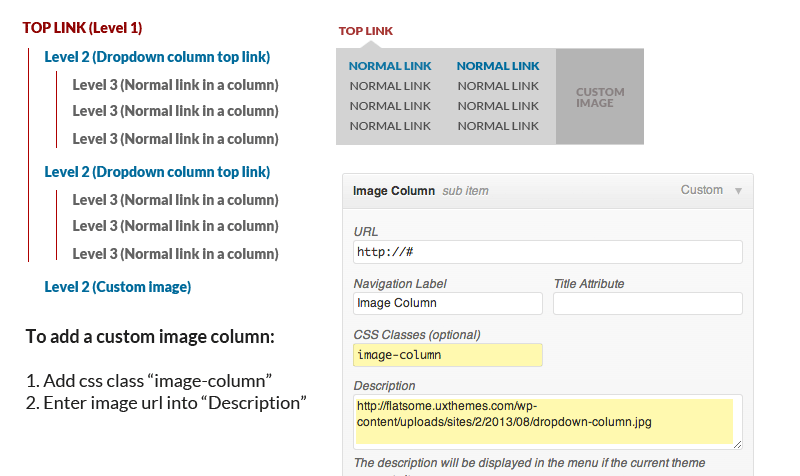 TOP LINK (Level 1)
Level 2 (Dropdown column top link)
Level 3 (Normal link in a column)
Level 3 (Normal link in a column)
Level 3 (Normal link in a column)
Level 2 (Dropdown column top link)
Level 3 (Normal link in a column)
Level 3 (Normal link in a column)
Level 3 (Normal link in a column)
Level 2 (Custom image)
To add a custom image column:
1. Add css class “image-column”
2. Enter image url into “Description”
TOP LINK
NORMAL LINK NORMAL LINK
NORMAL LINK NORMAL LINK
NORMAL LINK NORMAL LINK
NORMAL LINK NORMAL LINK
CUSTOM
IMAGE
Image Column sub item Custom
URL
http://#
Navigation Label Title Attribute
Image Column
CSS Classes (optional)
image-column
Description
http://flatsome.uxthemes.com/wp-
content/uploads/sites/2/2013/08/dropdown-column.jpg
The description will be displayed in the menu if the current theme